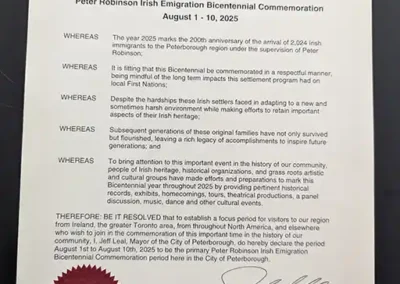 Peter Robinson Irish Emigration Bicentennial Commemoration
August 1 - 10, 2025
WHEREAS The year 2025 marks the 200th anniversary of the arrival of 2,024 Irish
immigrants to the Peterborough region under the supervision of Peter
Robinson;
WHEREAS It is fitting that this Bicentennial be commemorated in a respectful manner,
being mindful of the long term impacts this settlement program had on
local First Nations;
WHEREAS Despite the hardships these Irish settlers faced in adapting to a new and
sometimes harsh environment while making efforts to retain important
aspects of their Irish heritage;
WHEREAS Subsequent generations of these original families have not only survived
but flourished, leaving a rich legacy of accomplishments to inspire future
generations; and
WHEREAS To bring attention to this important event in the history of our community,
people of Irish heritage, historical organizations, and grass roots artistic
and cultural groups have made efforts and preparations to mark this
Bicentennial year throughout 2025 by providing pertinent historical
records, exhibits, homecomings, tours, theatrical productions, a panel
discussion, music, dance and other cultural events.
THEREFORE: BE IT RESOLVED that to establish a focus period for visitors to our region
from Ireland, the greater Toronto area, from throughout North America, and elsewhere
who wish to join in the commemoration of this important time in the history of our
community, I, Jeff Leal, Mayor of the City of Peterborough, do hereby declare the period
August 1st to August 10th, 2025 to be the primary Peter Robinson Irish Emigration
Bicentennial Commemoration period here in the City of Peterborough.